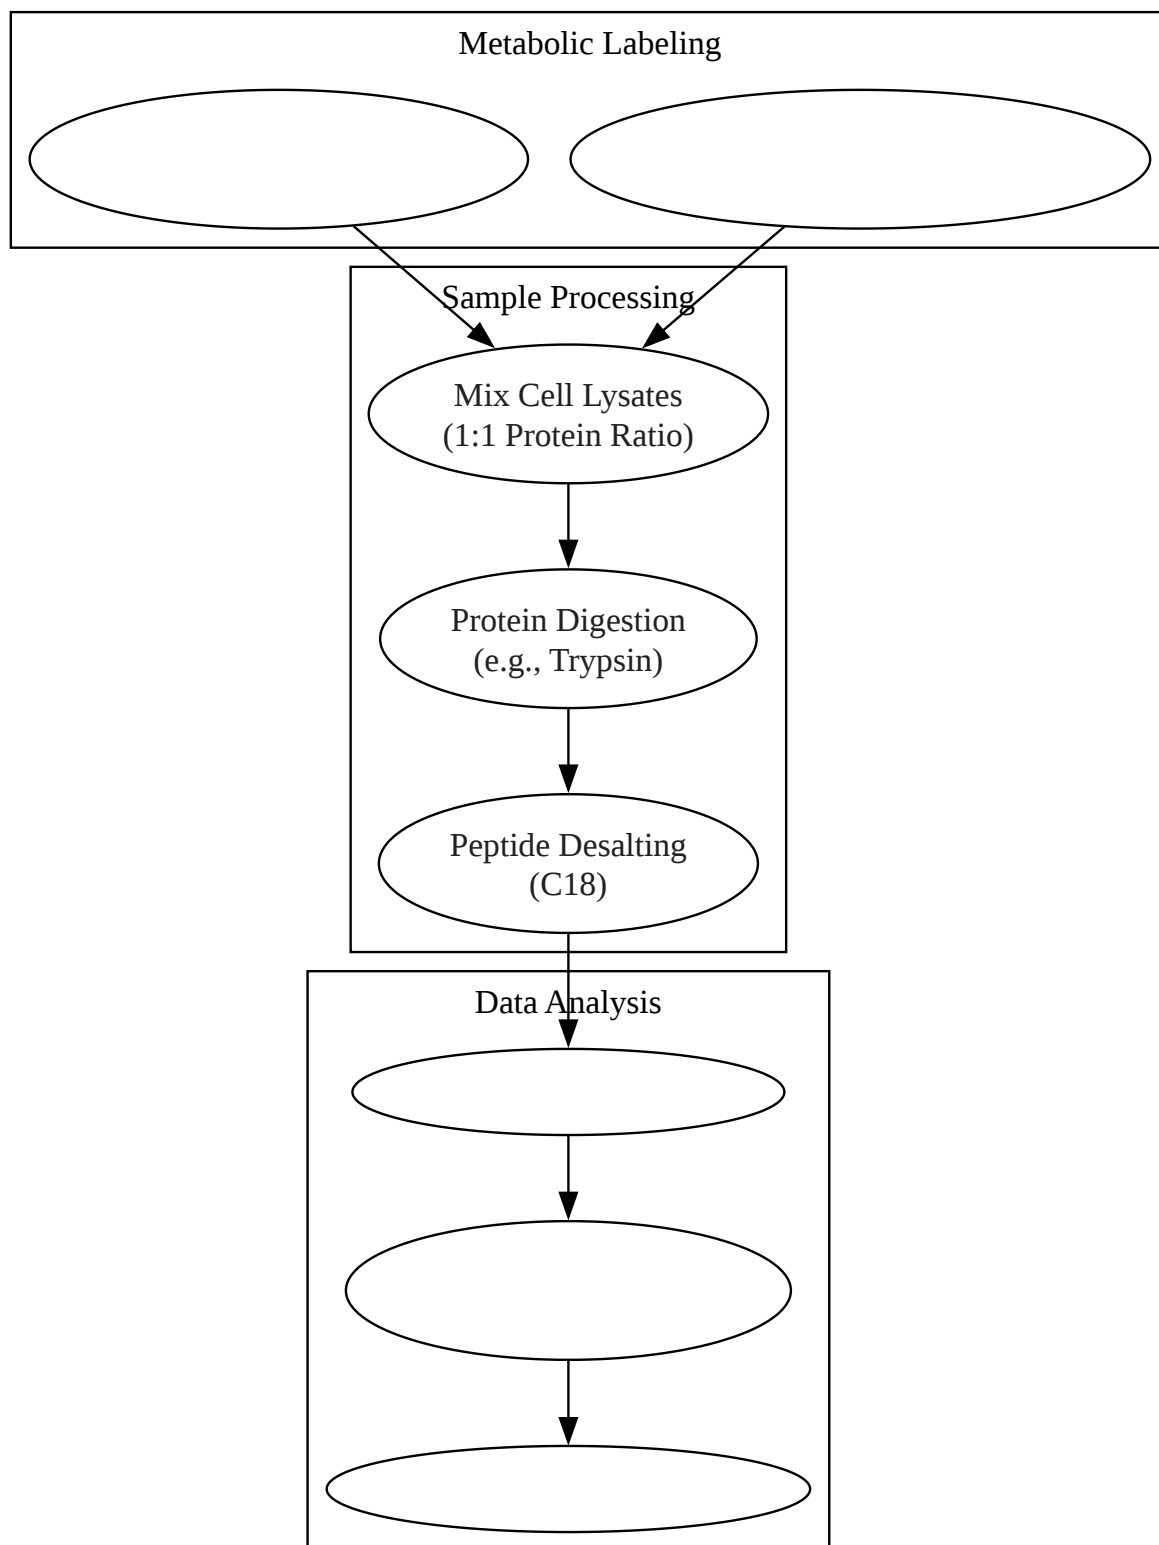 Metabolic Labeling
Sample Processing
Mix Cell Lysates
(1:1 Protein Ratio)
Protein Digestion
(e.g., Trypsin)
Peptide Desalting
(C18)
Data Analysis